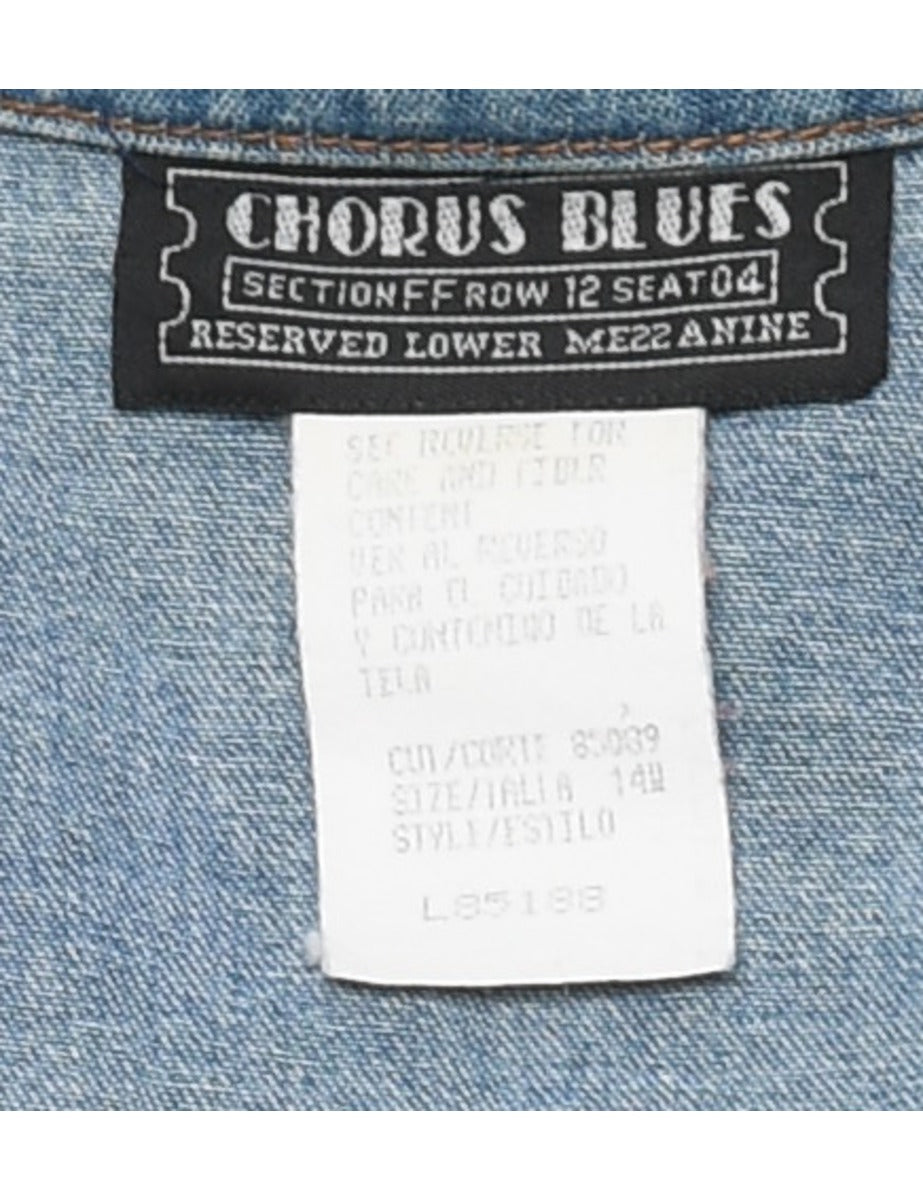 CHORUS BLUES
SECTION FF ROW 12 SEAT 04
RESERVED LOWER MEZZANINE
SEE REVERSE FOR
CARE AND FIBER
CONTENT
VER AL REVERSO
PARA EL CUIDADO
Y CONTENIDO DE LA
TELA
CUT/CORTE 85089
SIZE/TALLA 14W
STYLE/ESTILO
L85188